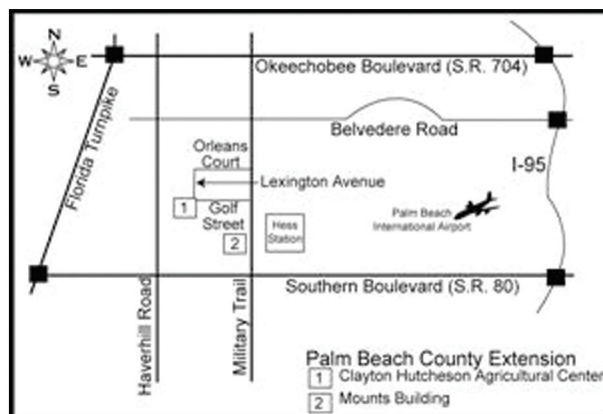 N
W E
S
Okeechobee Boulevard (S.R. 704)
Florida Turnpike
Belvedere Road
Orleans
Court
I-95
Lexington Avenue
1
Golf
Street
2
Hess
Station
Palm Beach
International Airport
Southern Boulevard (S.R. 80)
Haverhill Road
Military Trail
Palm Beach County Extension
1 Clayton Hutcheson Agricultural Center
2 Mounts Building